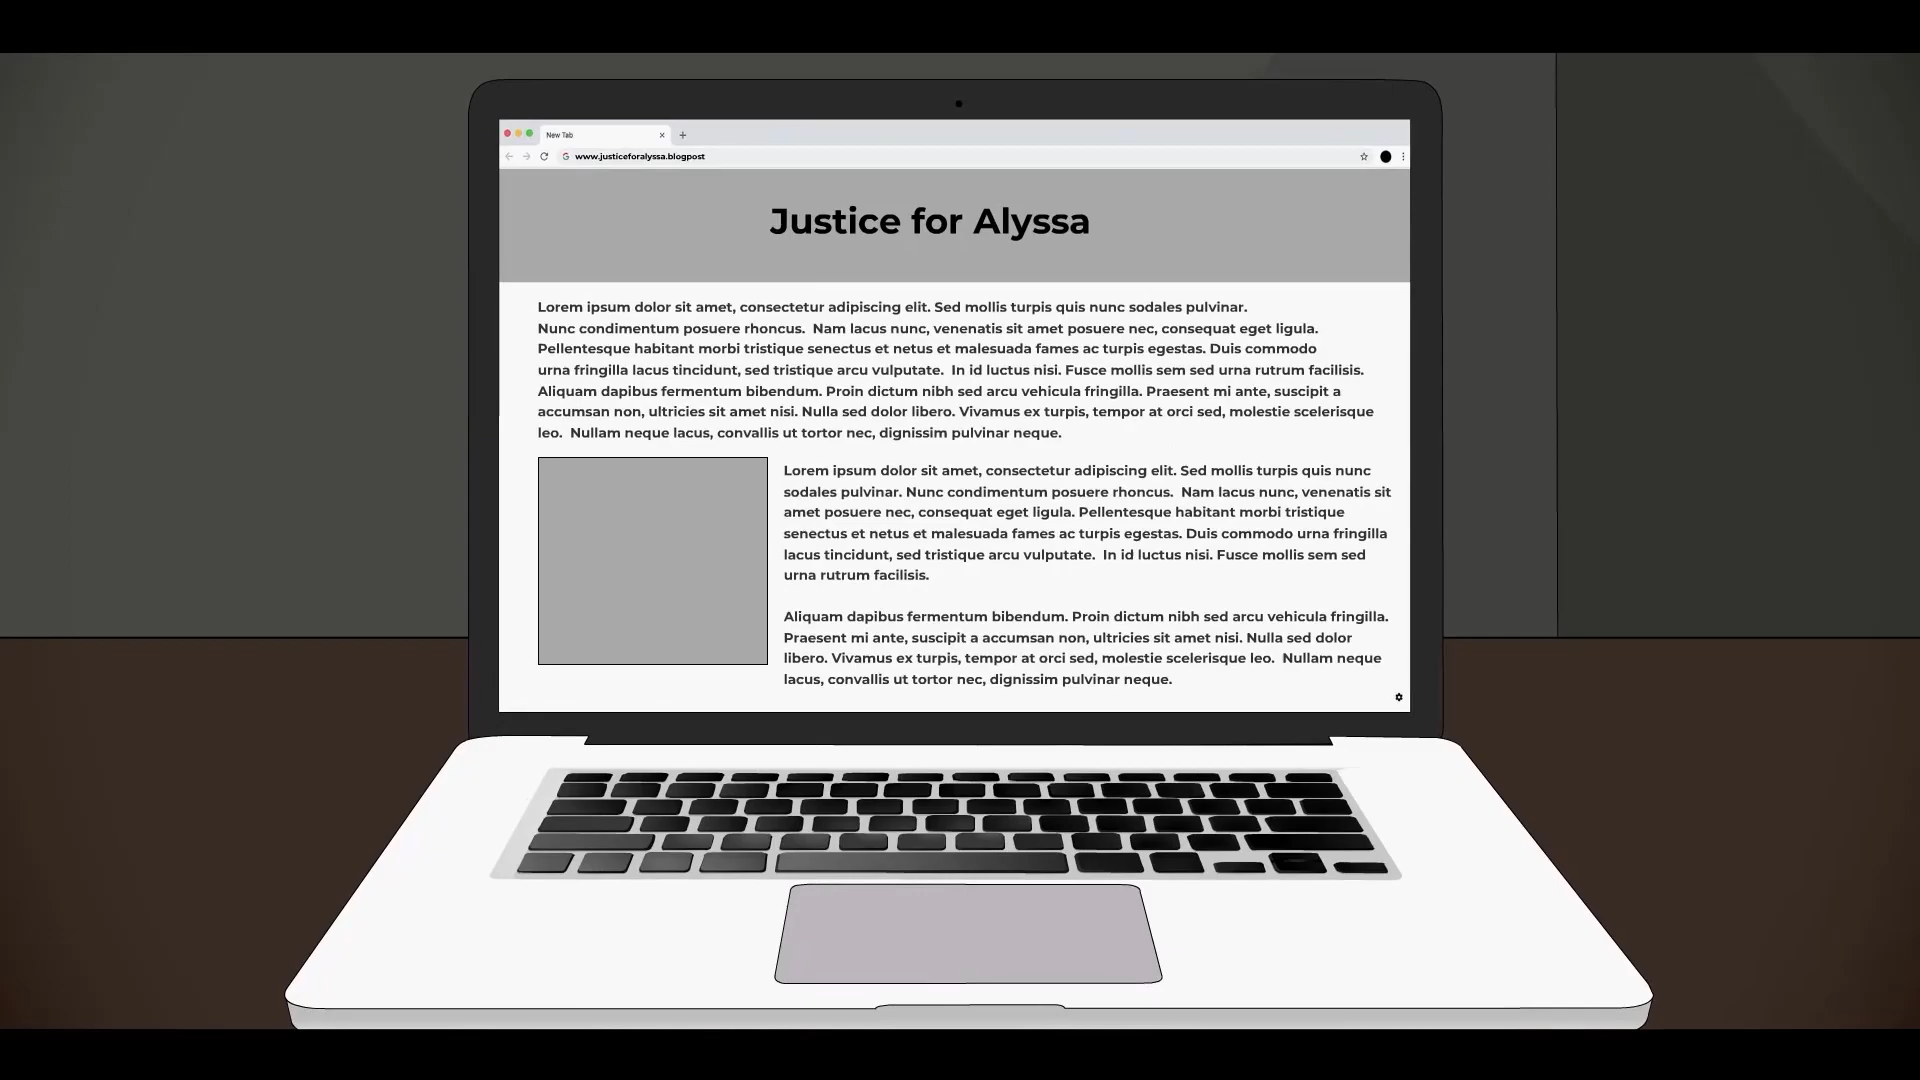 New Tab
www.justiceforalyssa.blogpost
Justice for Alyssa
Lorem ipsum dolor sit amet, consectetur adipiscing elit. Sed mollis turpis quis nunc sodales pulvinar.
Nunc condimentum posuere rhoncus.  Nam lacus nunc, venenatis sit amet posuere nec, consequat eget ligula.
Pellentesque habitant morbi tristique senectus et netus et malesuada fames ac turpis egestas. Duis commodo
urna fringilla lacus tincidunt, sed tristique arcu vulputate.  In id luctus nisi. Fusce mollis sem sed urna rutrum facilisis.
Aliquam dapibus fermentum bibendum. Proin dictum nibh sed arcu vehicula fringilla. Praesent mi ante, suscipit a
accumsan non, ultricies sit amet nisi. Nulla sed dolor libero. Vivamus ex turpis, tempor at orci sed, molestie scelerisque
leo.  Nullam neque lacus, convallis ut tortor nec, dignissim pulvinar neque.
Lorem ipsum dolor sit amet, consectetur adipiscing elit. Sed mollis turpis quis nunc
sodales pulvinar. Nunc condimentum posuere rhoncus.  Nam lacus nunc, venenatis sit
amet posuere nec, consequat eget ligula. Pellentesque habitant morbi tristique
senectus et netus et malesuada fames ac turpis egestas. Duis commodo urna fringilla
lacus tincidunt, sed tristique arcu vulputate.  In id luctus nisi. Fusce mollis sem sed
urna rutrum facilisis.
Aliquam dapibus fermentum bibendum. Proin dictum nibh sed arcu vehicula fringilla.
Praesent mi ante, suscipit a accumsan non, ultricies sit amet nisi. Nulla sed dolor
libero. Vivamus ex turpis, tempor at orci sed, molestie scelerisque leo.  Nullam neque
lacus, convallis ut tortor nec, dignissim pulvinar neque.